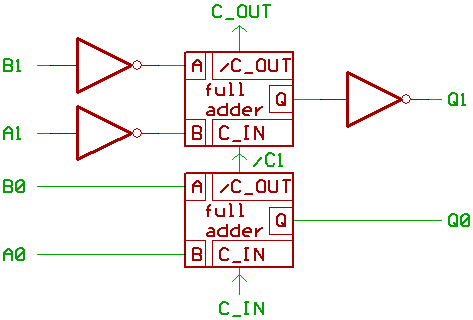 C_OUT
B1 A /C_OUT
full
adder Q Q1
A1 B C_IN
/C1
B0 A /C_OUT
full
adder Q Q0
A0 B C_IN
C_IN